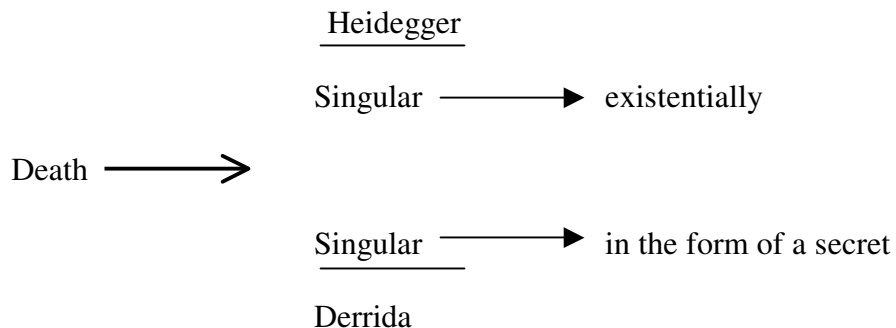 Heidegger
Singular existentially
Death
Singular in the form of a secret
Derrida